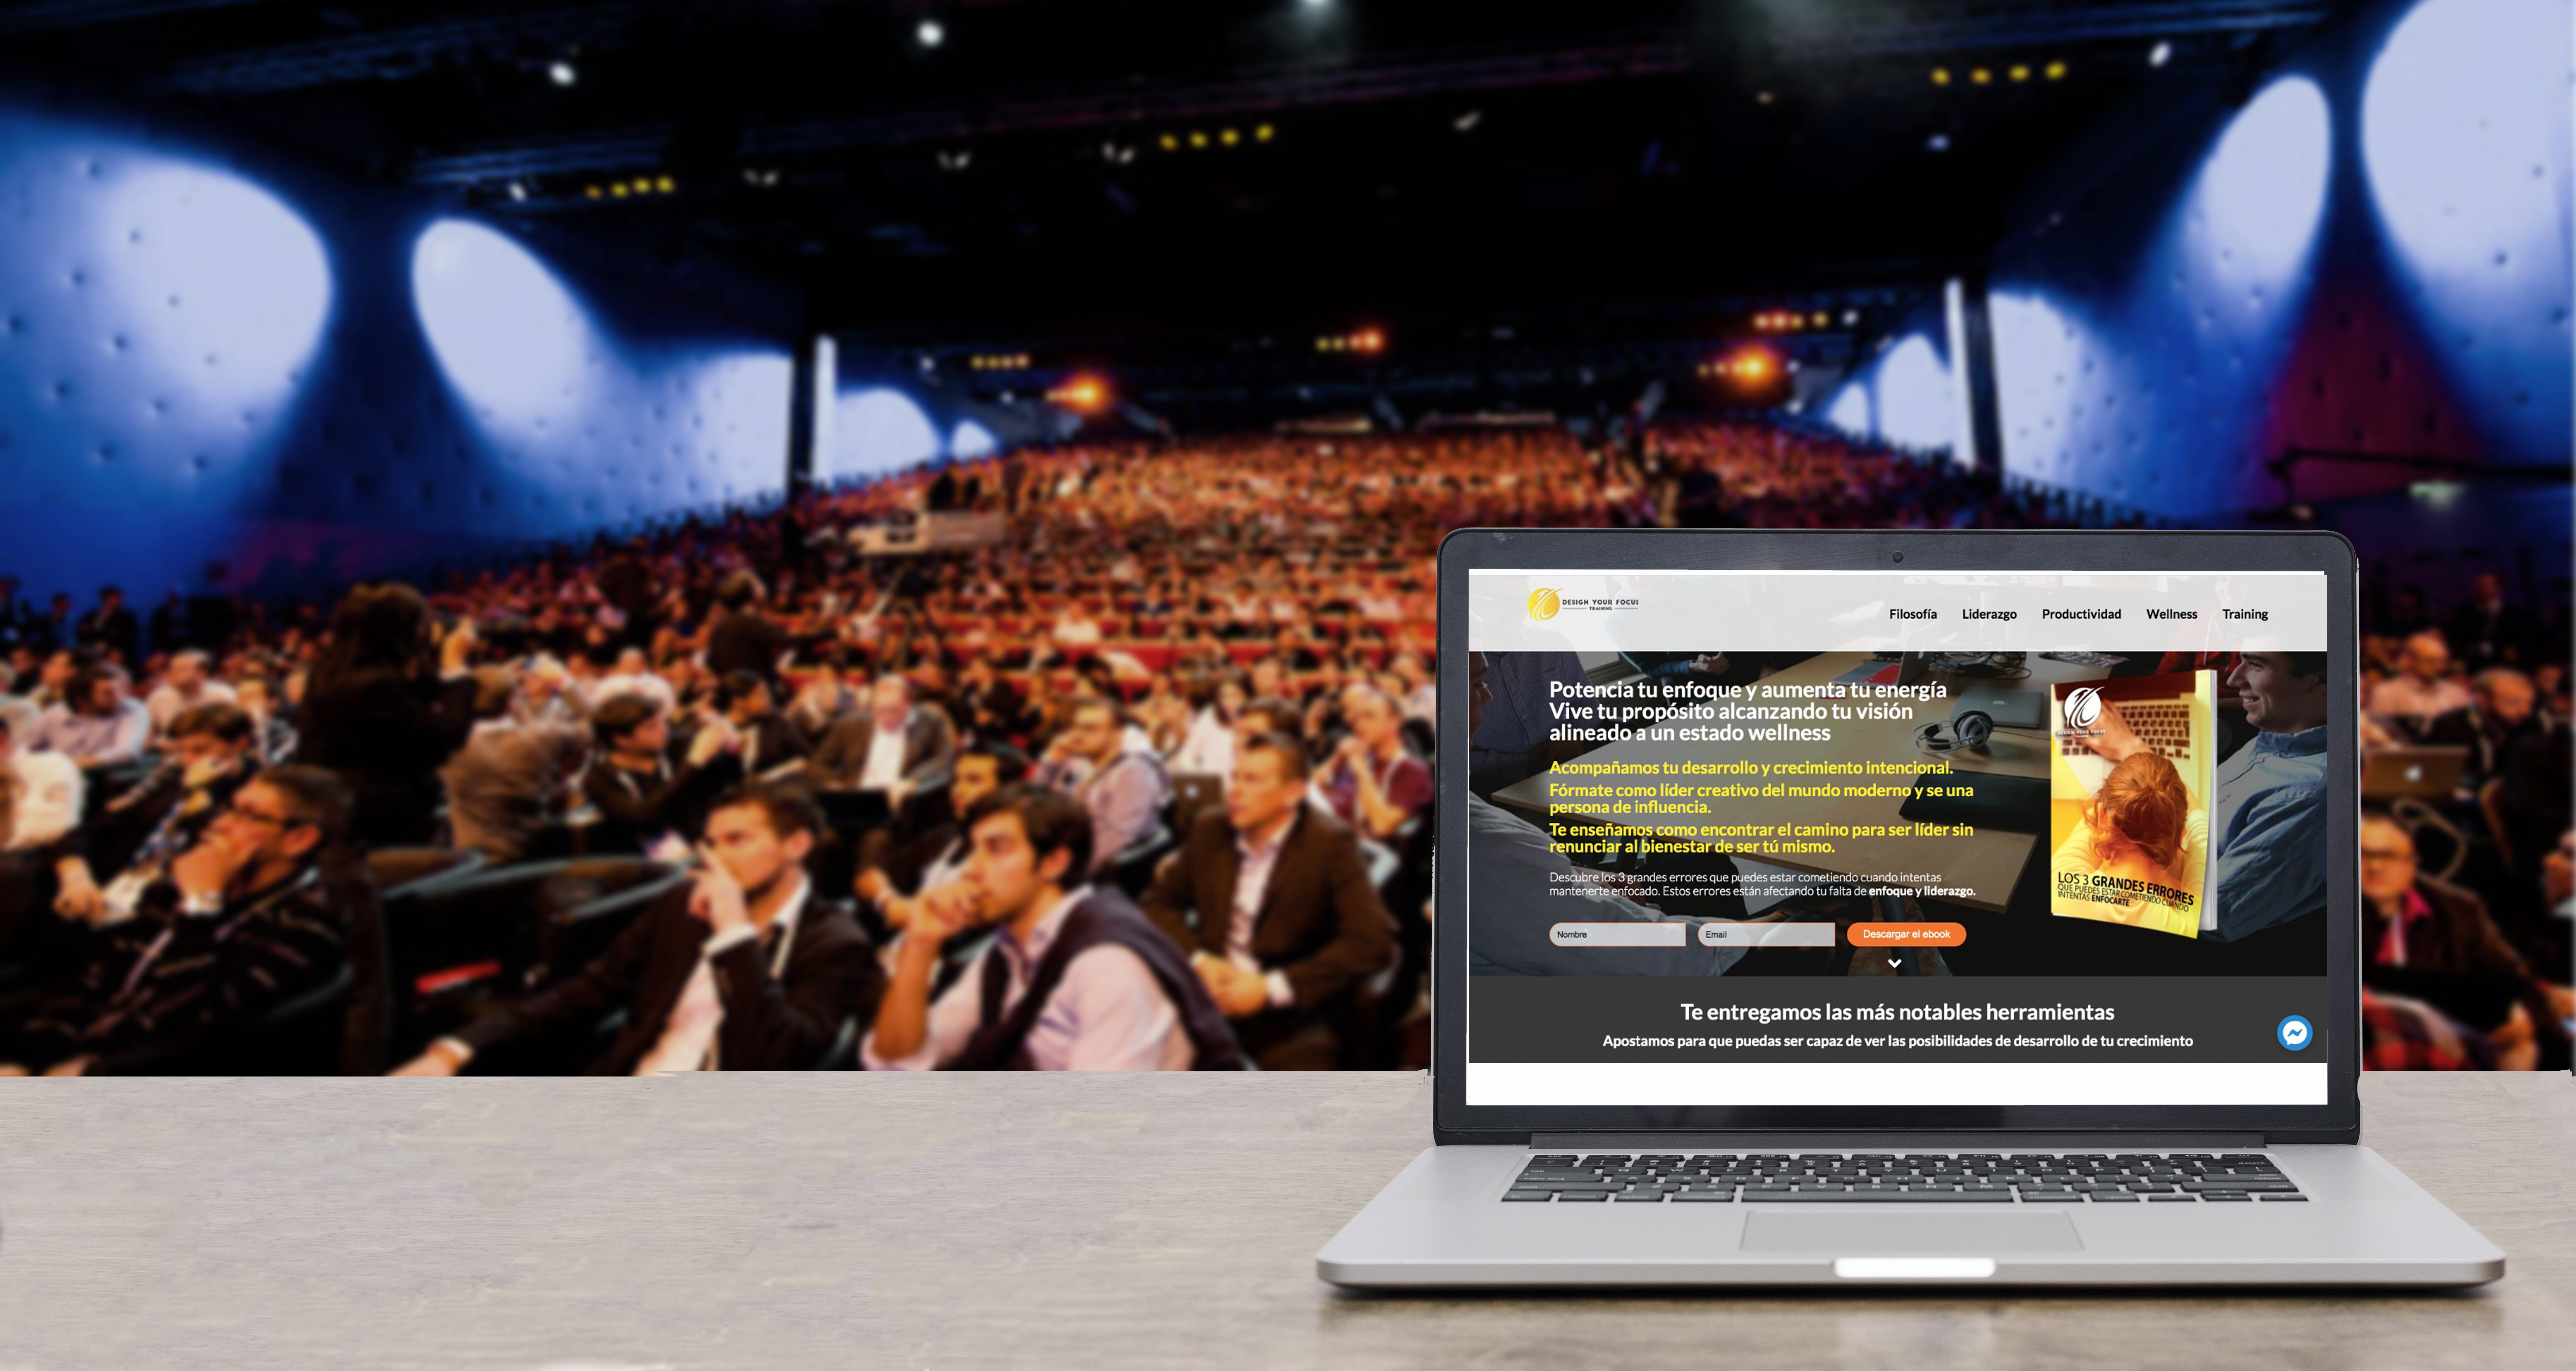 DESIGN YOUR FOCUS
TRAINING
Filosofía Liderazgo Productividad Wellness Training
Potencia tu enfoque y aumenta tu energía
Vive tu propósito alcanzando tu visión
alineado a un estado wellness
Acompañamos tu desarrollo y crecimiento intencional.
Fórmate como líder creativo del mundo moderno y se una
persona de influencia.
Te enseñamos como encontrar el camino para ser líder sin
renunciar al bienestar de ser tú mismo.
Descubre los 3 grandes errores que puedes estar cometiendo cuando intentas
mantenerte enfocado. Estos errores están afectando tu falta de enfoque y liderazgo.
Nombre Email Descargar el ebook
DESIGN YOUR FOCUS
LOS 3 GRANDES ERRORES
QUE PUEDES ESTAR COMETIENDO CUANDO
INTENTAS ENFOCARTE
Te entregamos las más notables herramientas
Apostamos para que puedas ser capaz de ver las posibilidades de desarrollo de tu crecimiento